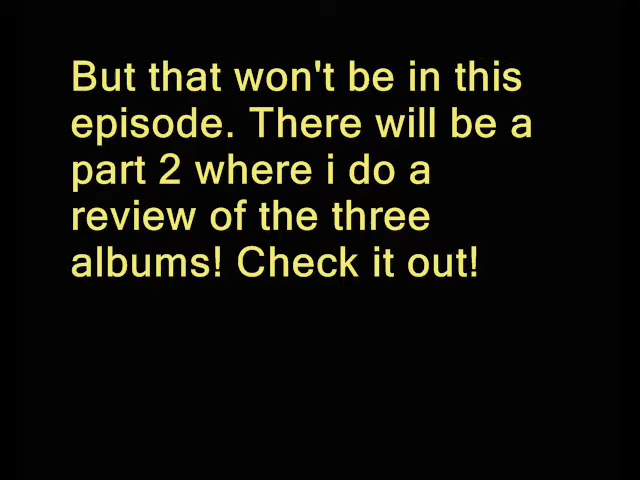 But that won't be in this
episode. There will be a
part 2 where i do a
review of the three
albums! Check it out!